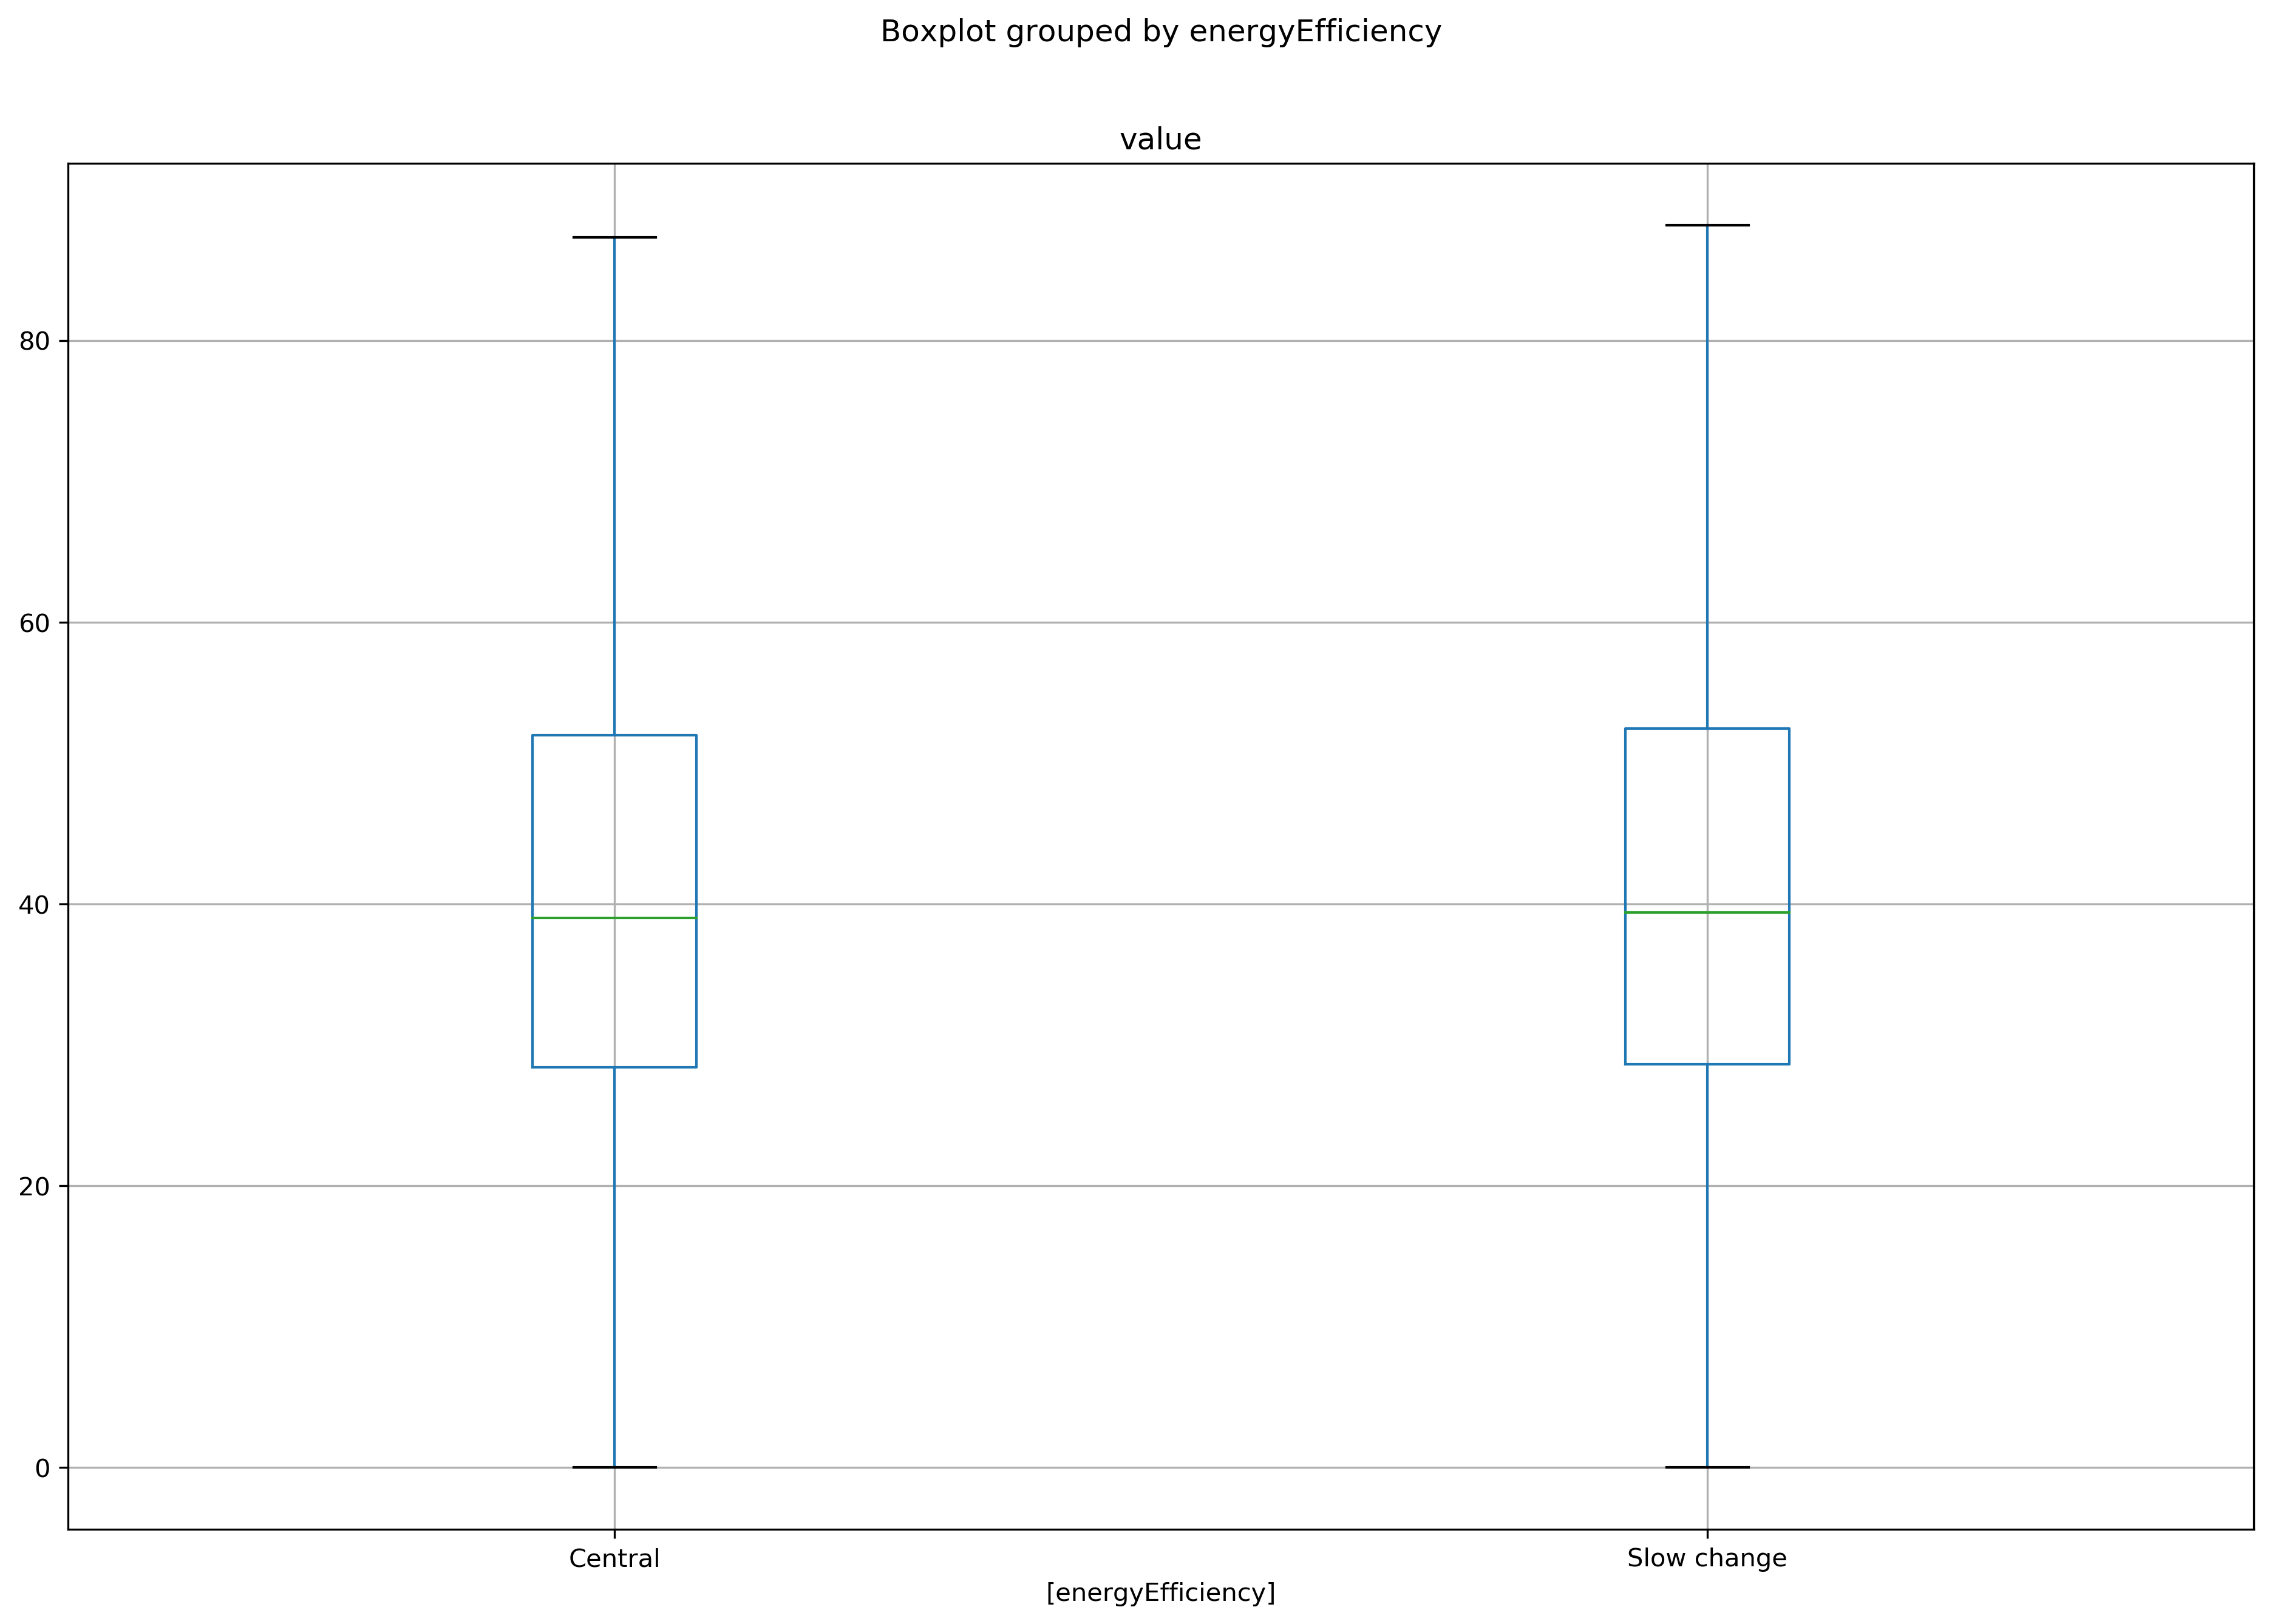 Boxplot grouped by energyEfficiency
value
80
60
40
20
0
Central Slow change
[energyEfficiency]